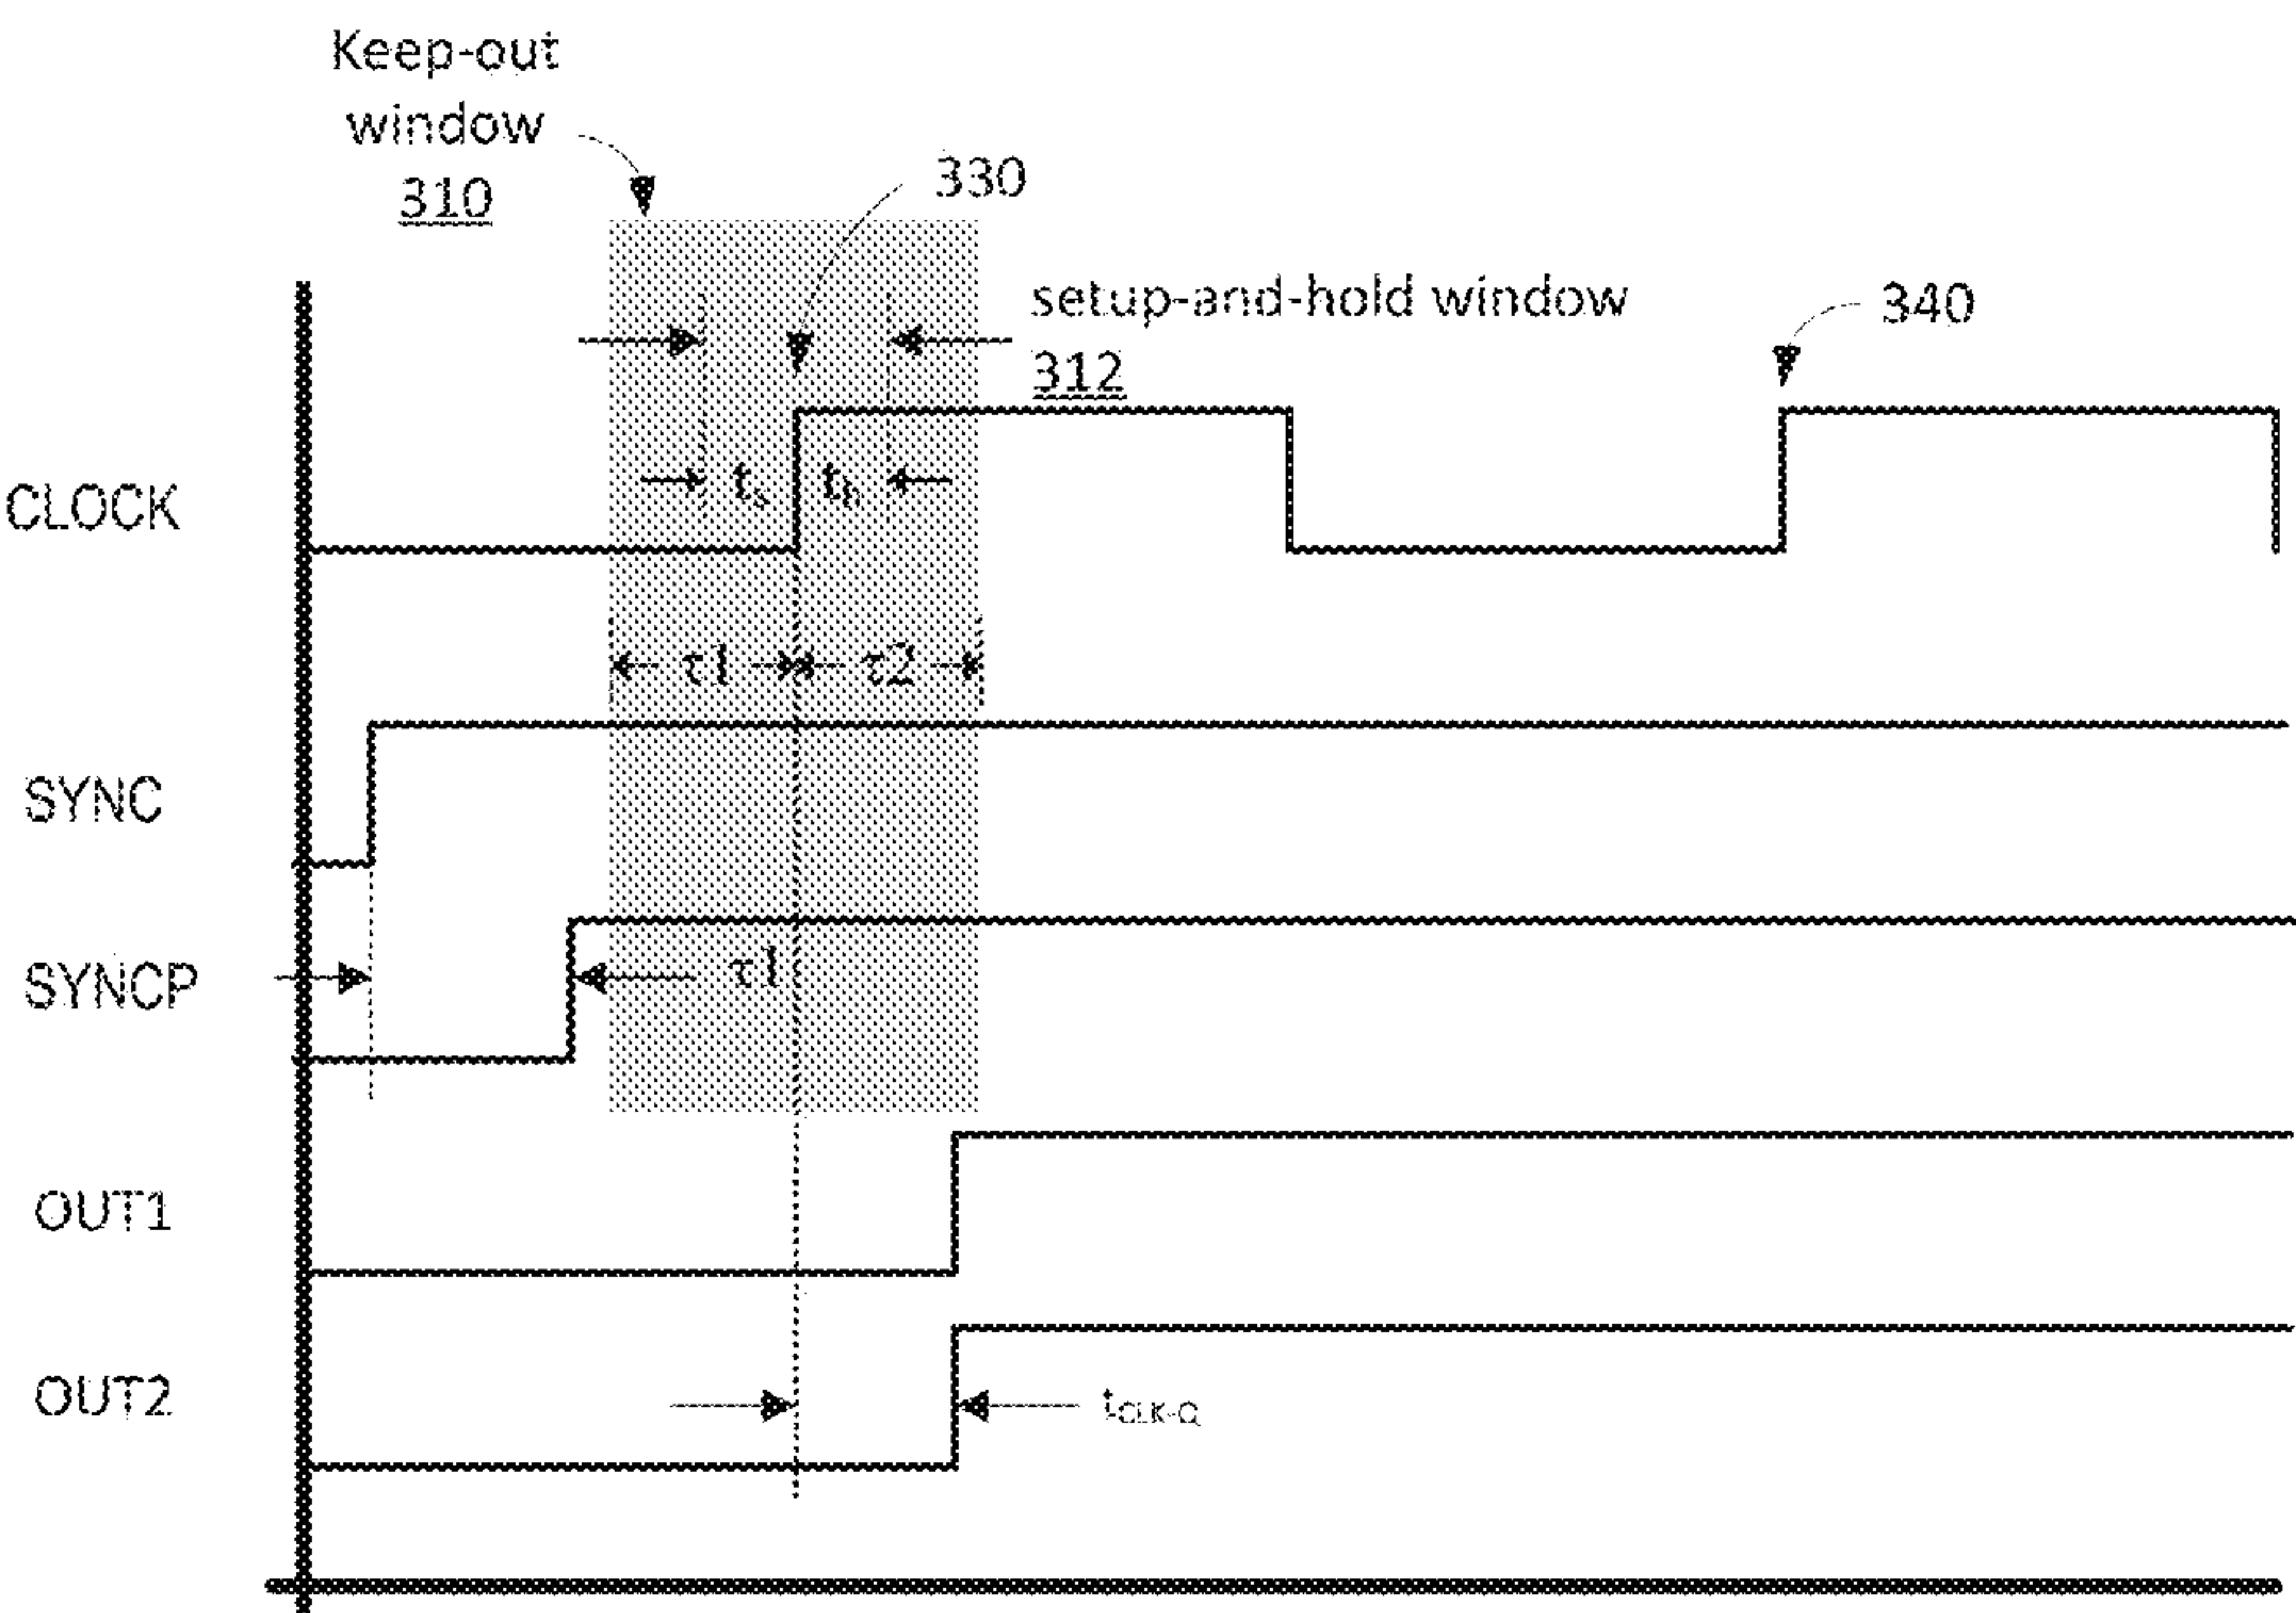 Keep-out
window
310
330
setup-and-hold window
312
340
CLOCK
ts th
τ1 τ2
SYNC
SYNCP
τ1
OUT1
OUT2
tCLK-Q